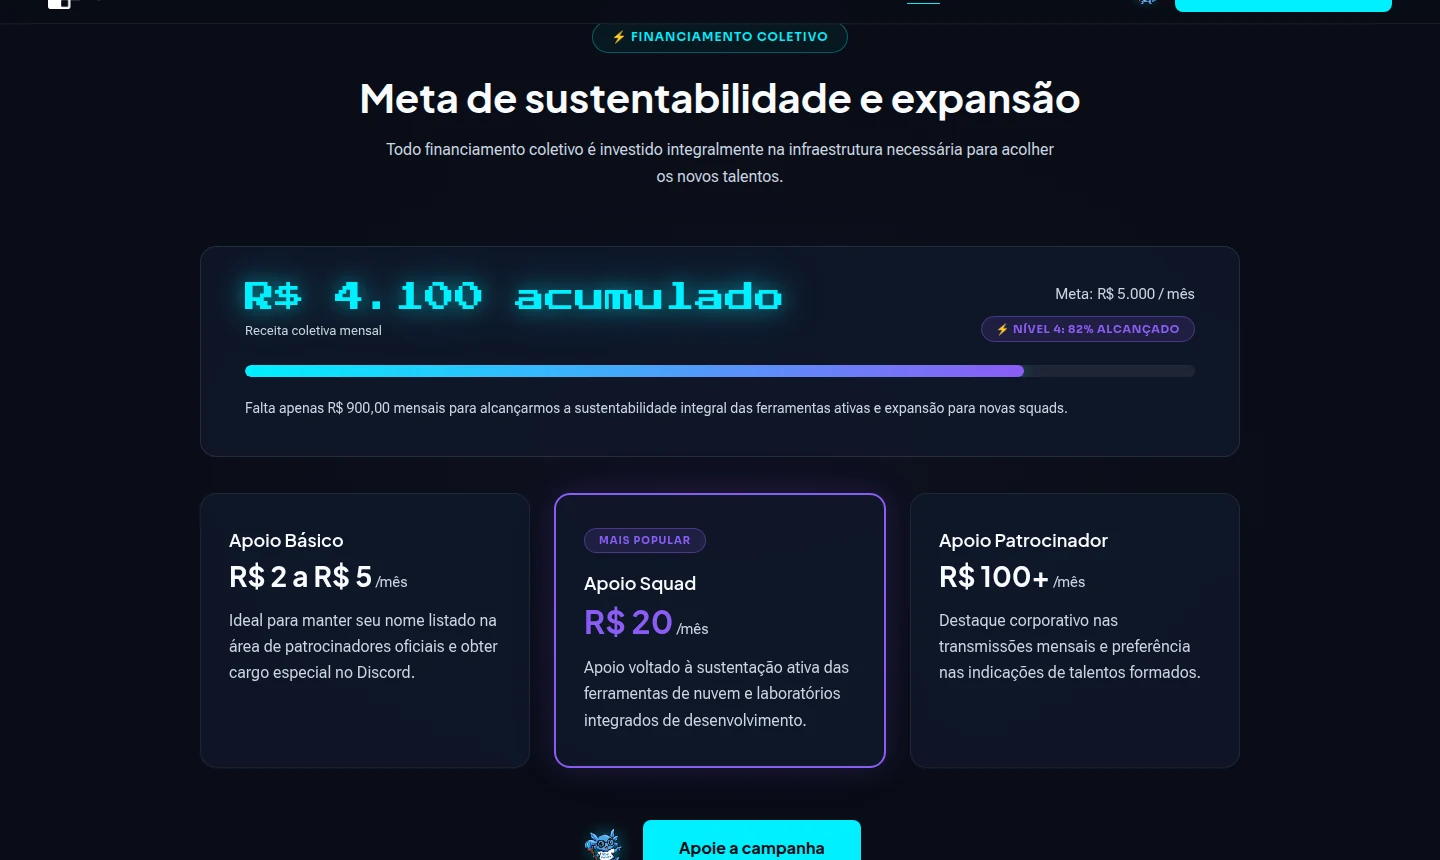 ⚡ FINANCIAMENTO COLETIVO
Meta de sustentabilidade e expansão
Todo financiamento coletivo é investido integralmente na infraestrutura necessária para acolher
os novos talentos.
R$ 4.100 acumulado
Receita coletiva mensal
Meta: R$ 5.000 / mês
⚡ NÍVEL 4: 82% ALCANÇADO
Falta apenas R$ 900,00 mensais para alcançarmos a sustentabilidade integral das ferramentas ativas e expansão para novas squads.
Apoio Básico
R$ 2 a R$ 5 /mês
Ideal para manter seu nome listado na
área de patrocinadores oficiais e obter
cargo especial no Discord.
MAIS POPULAR
Apoio Squad
R$ 20 /mês
Apoio voltado à sustentação ativa das
ferramentas de nuvem e laboratórios
integrados de desenvolvimento.
Apoio Patrocinador
R$ 100+ /mês
Destaque corporativo nas
transmissões mensais e preferência
nas indicações de talentos formados.
Apoie a campanha